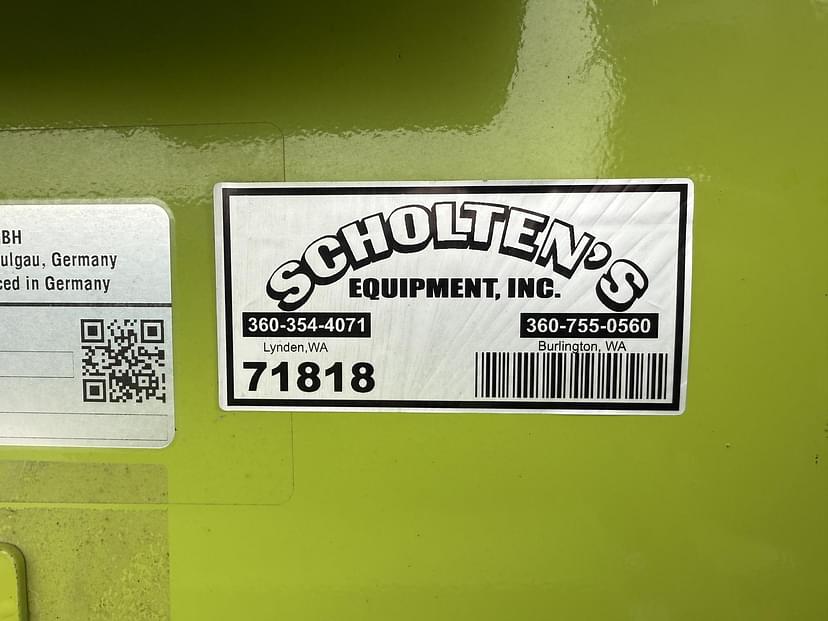 BH
ulgau, Germany
ced in Germany
SCHOLTEN'S
EQUIPMENT, INC.
360-354-4071
360-755-0560
Lynden,WA
Burlington, WA
71818